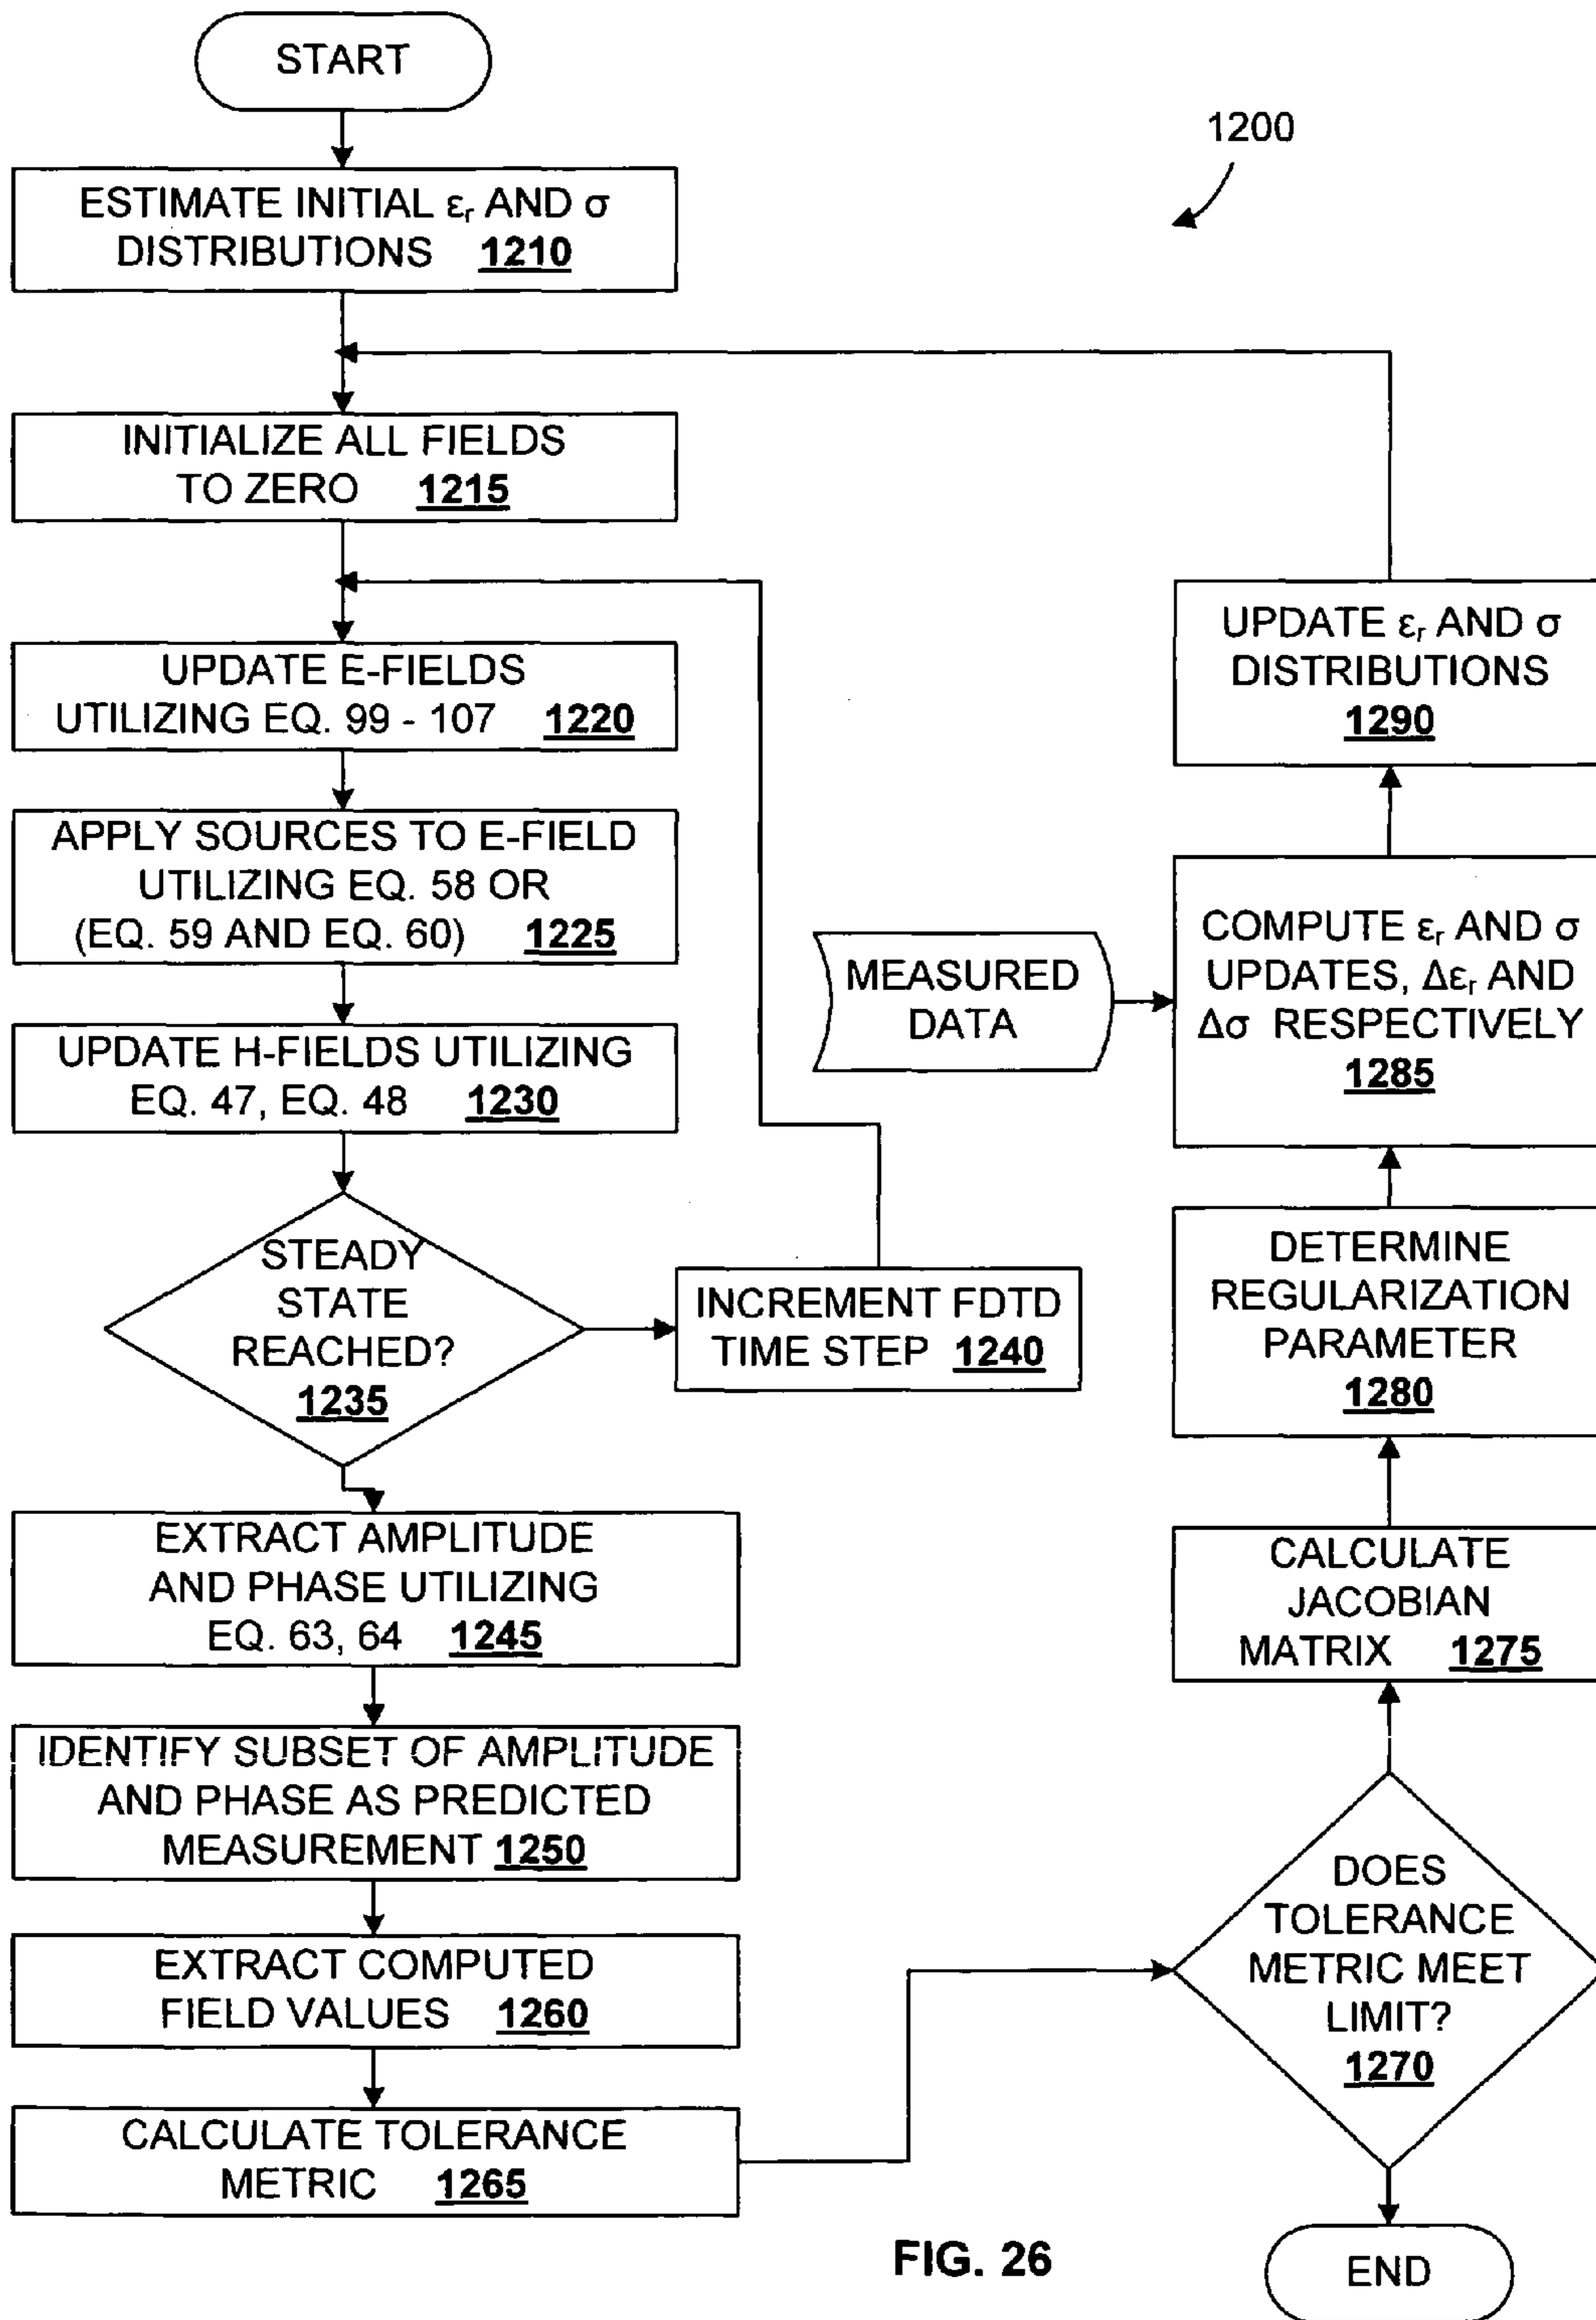 START
1200
ESTIMATE INITIAL εr AND σ
DISTRIBUTIONS 1210
INITIALIZE ALL FIELDS
TO ZERO 1215
UPDATE E-FIELDS
UTILIZING EQ. 99 - 107 1220
APPLY SOURCES TO E-FIELD
UTILIZING EQ. 58 OR
(EQ. 59 AND EQ. 60) 1225
UPDATE H-FIELDS UTILIZING
EQ. 47, EQ. 48 1230
STEADY
STATE
REACHED?
1235
INCREMENT FDTD
TIME STEP 1240
EXTRACT AMPLITUDE
AND PHASE UTILIZING
EQ. 63, 64 1245
IDENTIFY SUBSET OF AMPLITUDE
AND PHASE AS PREDICTED
MEASUREMENT 1250
EXTRACT COMPUTED
FIELD VALUES 1260
CALCULATE TOLERANCE
METRIC 1265
DOES
TOLERANCE
METRIC MEET
LIMIT?
1270
CALCULATE
JACOBIAN
MATRIX 1275
DETERMINE
REGULARIZATION
PARAMETER
1280
MEASURED
DATA
COMPUTE εr AND σ
UPDATES, Δεr AND
Δσ RESPECTIVELY
1285
UPDATE εr AND σ
DISTRIBUTIONS
1290
END
FIG. 26